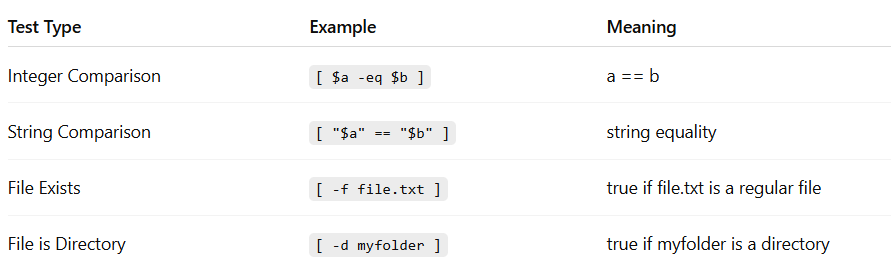 Test Type Example Meaning
Integer Comparison [ $a -eq $b ] a == b
String Comparison [ "$a" == "$b" ] string equality
File Exists [ -f file.txt ] true if file.txt is a regular file
File is Directory [ -d myfolder ] true if myfolder is a directory